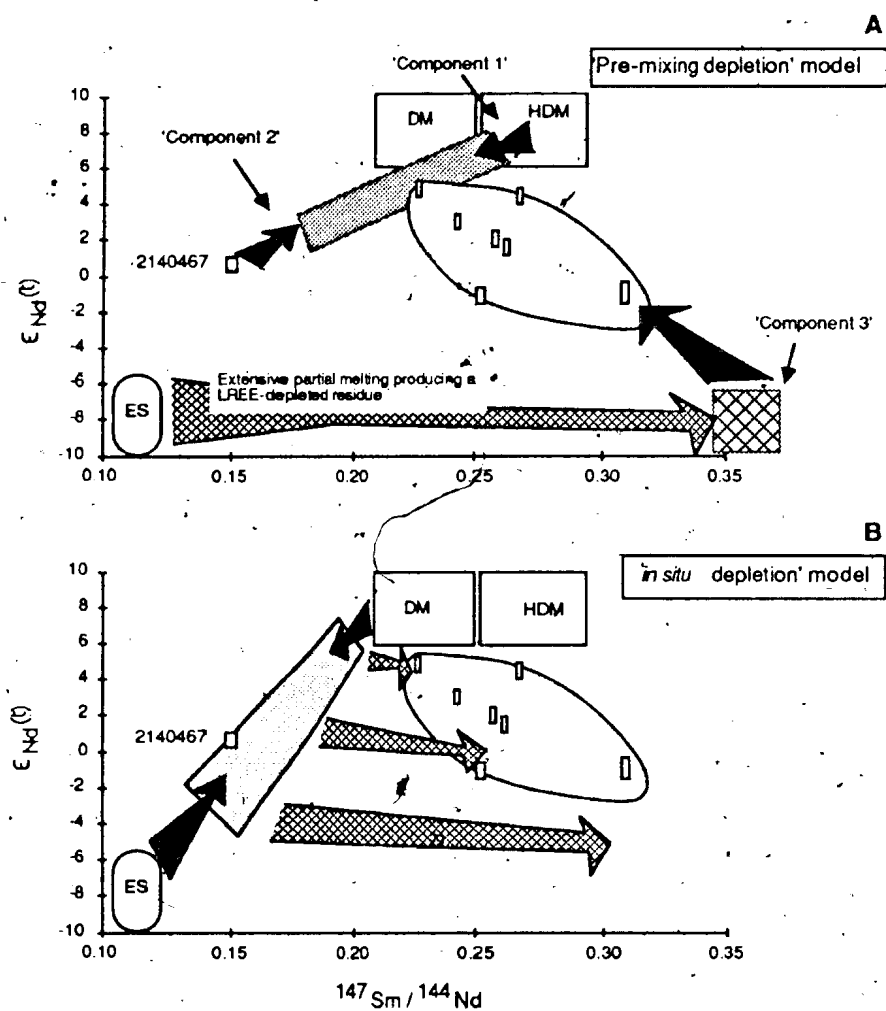 A
'Pre-mixing depletion' model
'Component 1'
'Component 2'
DM
HDM
10
8
6
4
2
0
-2
-4
-6
-8
-10
εNd(t)
2140467
'Component 3'
Extensive partial melting producing a
LREE-depleted residue
ES
0.10
0.15
0.20
0.25
0.30
0.35
B
in situ depletion' model
10
8
6
4
2
0
-2
-4
-6
-8
-10
εNd(t)
DM
HDM
2140467
ES
0.10
0.15
0.20
0.25
0.30
0.35
147Sm / 144Nd